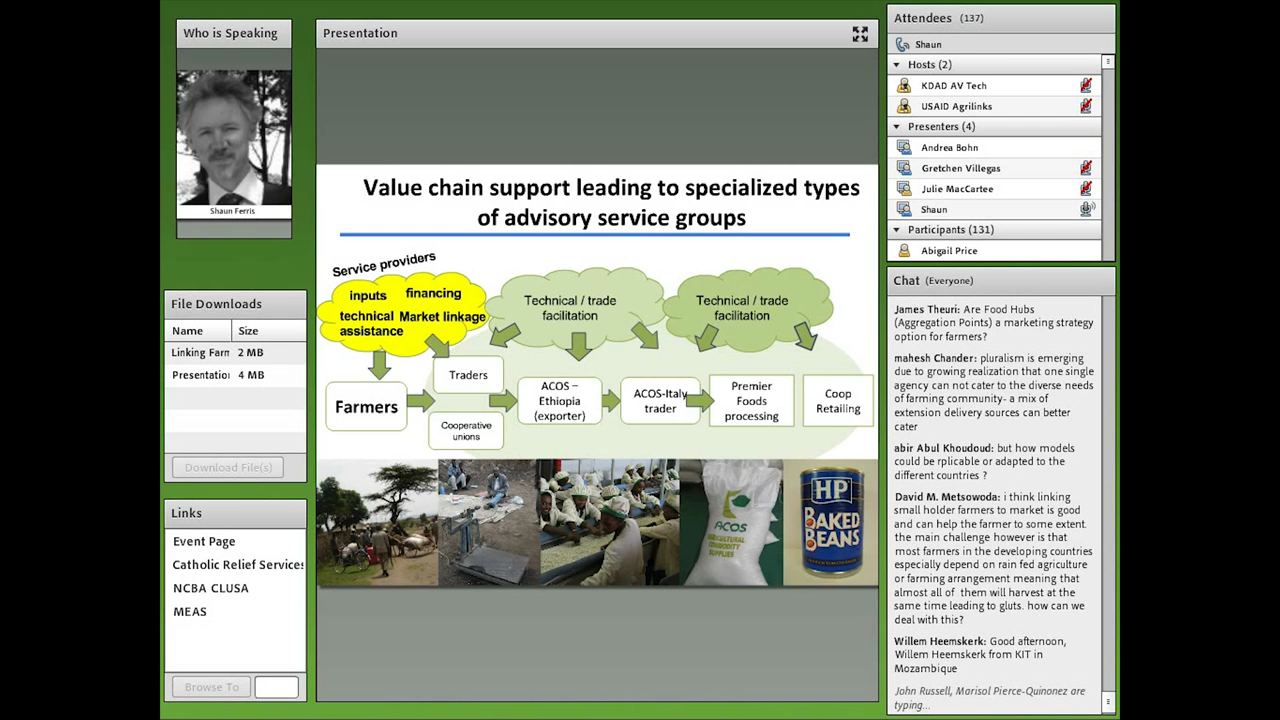 Who is Speaking
Shaun Ferris
File Downloads
Name Size
Linking Farn 2 MB
Presentatio 4 MB
Download File(s)
Links
Event Page
Catholic Relief Services
NCBA CLUSA
MEAS
Browse To
Presentation
Value chain support leading to specialized types
of advisory service groups
Service providers
inputs financing
technical Market linkage
assistance
Technical / trade
facilitation
Technical / trade
facilitation
Farmers
Traders
Cooperative
unions
ACOS –
Ethiopia
(exporter)
ACOS-Italy
trader
Premier
Foods
processing
Coop
Retailing
ACOS
AGRICULTURAL
COMMODITY
SUPPLIES
HP
BAKED
BEANS
Attendees (137)
Shaun
Hosts (2)
KDAD AV Tech
USAID Agrilinks
Presenters (4)
Andrea Bohn
Gretchen Villegas
Julie MacCartee
Shaun
Participants (131)
Abigail Price
Chat (Everyone)
James Theuri: Are Food Hubs
(Aggregation Points) a marketing strategy
option for farmers?
mahesh Chander: pluralism is emerging
due to growing realization that one single
agency can not cater to the diverse needs
of farming community- a mix of
extension delivery sources can better
cater
abir Abul Khoudoud: but how models
could be rplicable or adapted to the
different countries ?
David M. Metsowoda: i think linking
small holder farmers to market is good
and can help the farmer to some extent.
the main challenge however is that
most farmers in the developing countries
especially depend on rain fed agriculture
or farming arrangement meaning that
almost all of them will harvest at the
same time leading to gluts. how can we
deal with this?
Willem Heemskerk: Good afternoon,
Willem Heemskerk from KIT in
Mozambique
John Russell, Marisol Pierce-Quinonez are
typing...